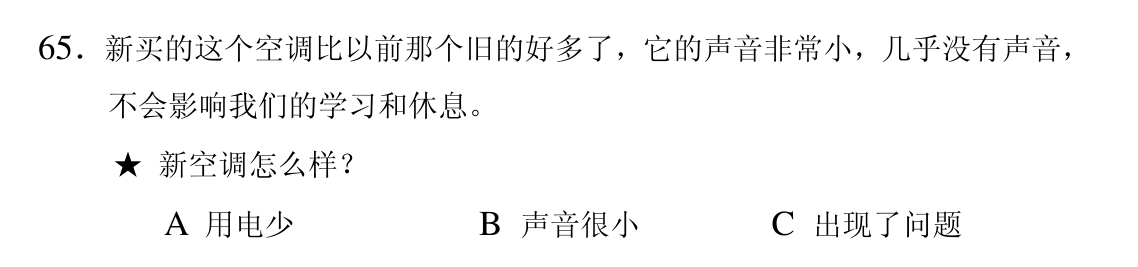 65．新买的这个空调比以前那个旧的好多了，它的声音非常小，几乎没有声音，
不会影响我们的学习和休息。
★ 新空调怎么样？
A 用电少 B 声音很小 C 出现了问题